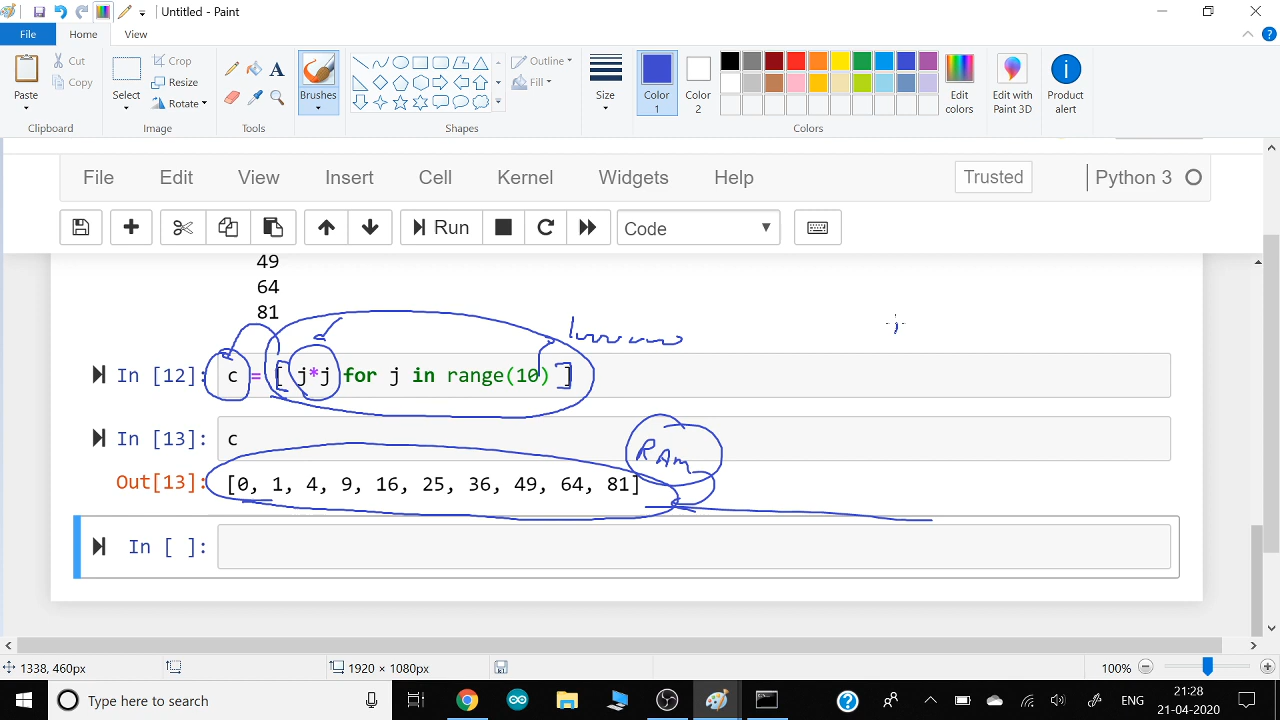 Untitled - Paint
File Home View
Paste
Cut
Copy
Clipboard
Select
Crop
Resize
Rotate
Image
A
Tools
Brushes
Outline
Fill
Shapes
Size
Color
1
Color
2
Edit
colors
Colors
Edit with
Paint 3D
Product
alert
File Edit View Insert Cell Kernel Widgets Help Trusted Python 3
Run Code
49
64
81
In [12]: c = [ j*j for j in range(10) ]
In [13]: c
RAM
Out[13]: [0, 1, 4, 9, 16, 25, 36, 49, 64, 81]
In [ ]:
1338, 460px 1920 × 1080px 100%
Type here to search ENG 21:28
21-04-2020